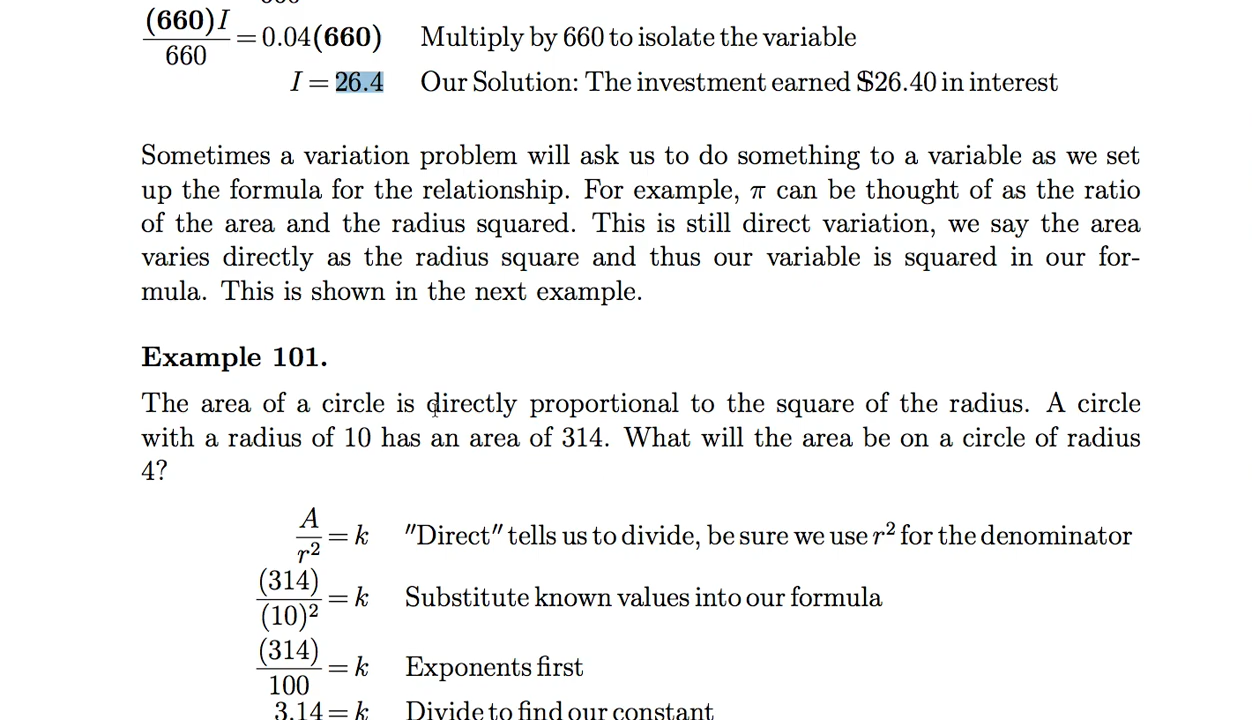 (660)I/660 = 0.04(660) Multiply by 660 to isolate the variable
I = 26.4 Our Solution: The investment earned $26.40 in interest
Sometimes a variation problem will ask us to do something to a variable as we set
up the formula for the relationship. For example, π can be thought of as the ratio
of the area and the radius squared. This is still direct variation, we say the area
varies directly as the radius square and thus our variable is squared in our for-
mula. This is shown in the next example.
Example 101.
The area of a circle is directly proportional to the square of the radius. A circle
with a radius of 10 has an area of 314. What will the area be on a circle of radius
4?
A/r² = k "Direct" tells us to divide, be sure we use r² for the denominator
(314)/(10)² = k Substitute known values into our formula
(314)/100 = k Exponents first
3.14 = k Divide to find our constant